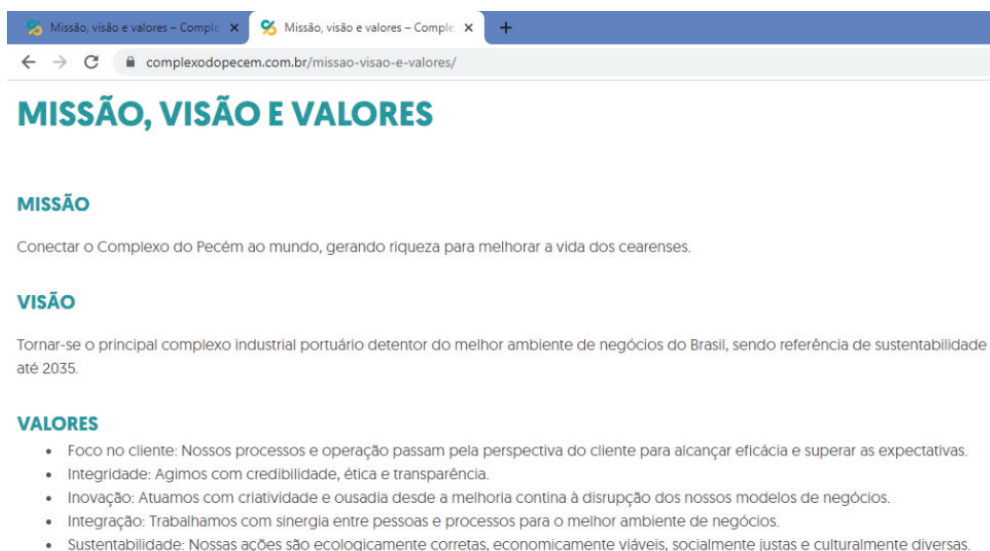 Missão, visão e valores – Comple
Missão, visão e valores – Comple
complexodopecem.com.br/missao-visao-e-valores/
MISSÃO, VISÃO E VALORES
MISSÃO
Conectar o Complexo do Pecém ao mundo, gerando riqueza para melhorar a vida dos cearenses.
VISÃO
Tornar-se o principal complexo industrial portuário detentor do melhor ambiente de negócios do Brasil, sendo referência de sustentabilidade
até 2035.
VALORES
• Foco no cliente: Nossos processos e operação passam pela perspectiva do cliente para alcançar eficácia e superar as expectativas.
• Integridade: Agimos com credibilidade, ética e transparência.
• Inovação: Atuamos com criatividade e ousadia desde a melhoria contina à disrupção dos nossos modelos de negócios.
• Integração: Trabalhamos com sinergia entre pessoas e processos para o melhor ambiente de negócios.
• Sustentabilidade: Nossas ações são ecologicamente corretas, economicamente viáveis, socialmente justas e culturalmente diversas.